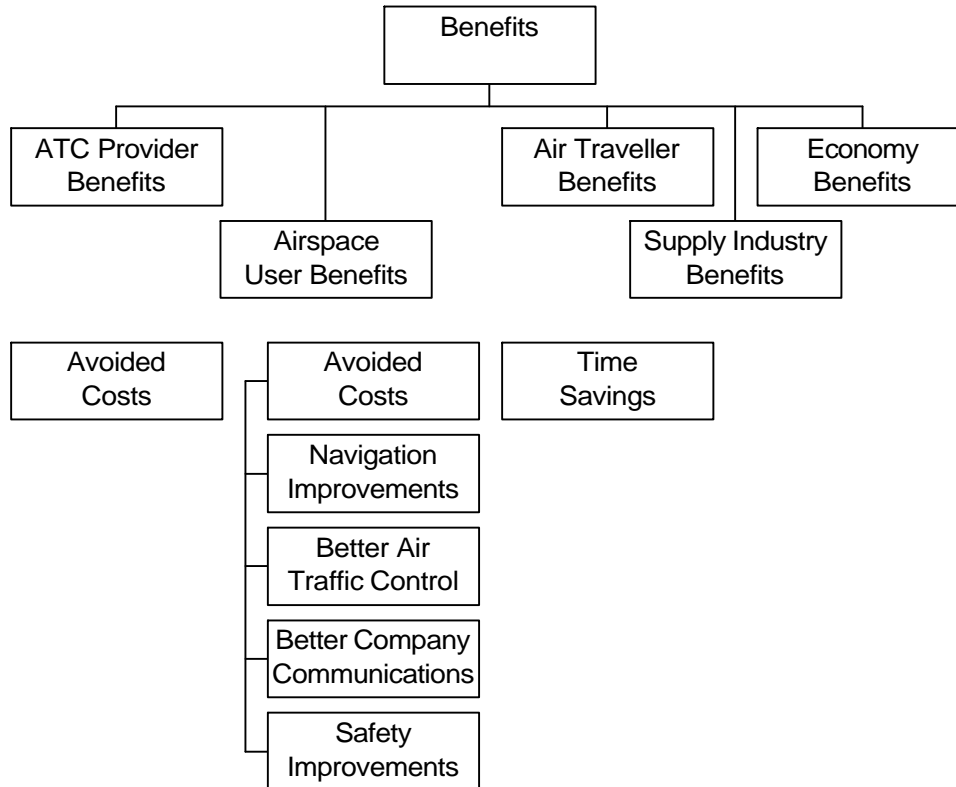 Benefits
ATC Provider
Benefits
Air Traveller
Benefits
Economy
Benefits
Airspace
User Benefits
Supply Industry
Benefits
Avoided
Costs
Avoided
Costs
Time
Savings
Navigation
Improvements
Better Air
Traffic Control
Better Company
Communications
Safety
Improvements